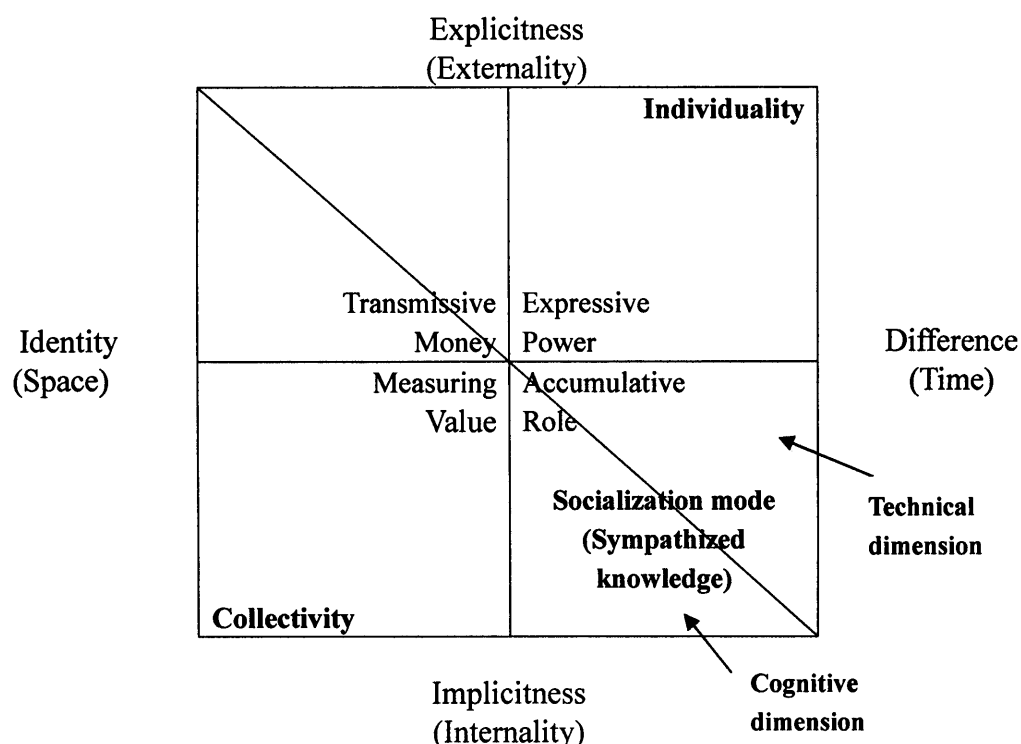 Explicitness
(Externality)
Individuality
Transmissive
Money
Expressive
Power
Identity
(Space)
Difference
(Time)
Measuring
Value
Accumulative
Role
Socialization mode
(Sympathized
knowledge)
Technical
dimension
Collectivity
Cognitive
dimension
Implicitness
(Internality)